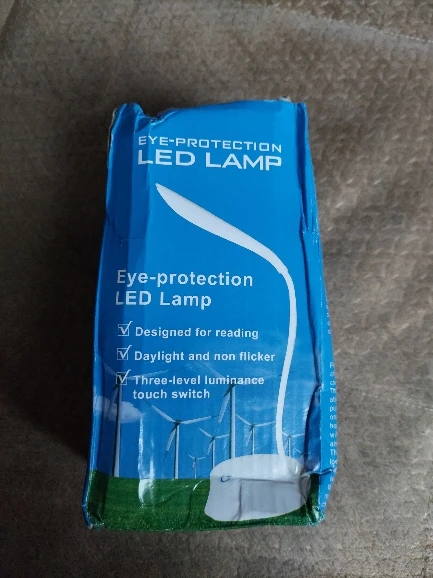 EYE-PROTECTION
LED LAMP
Eye-protection
LED Lamp
Designed for reading
Daylight and non flicker
Three-level luminance
touch switch